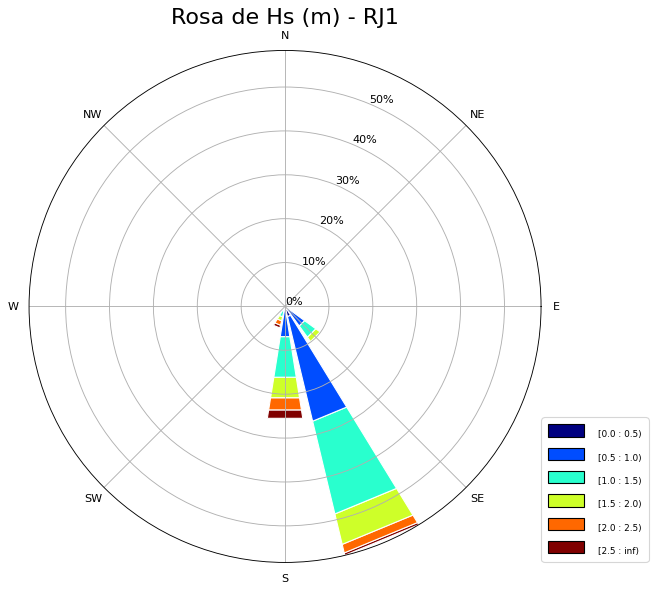 Rosa de Hs (m) - RJ1
N
NW
NE
50%
40%
30%
20%
10%
0%
W
E
SW
SE
S
[0.0 : 0.5)
[0.5 : 1.0)
[1.0 : 1.5)
[1.5 : 2.0)
[2.0 : 2.5)
[2.5 : inf)